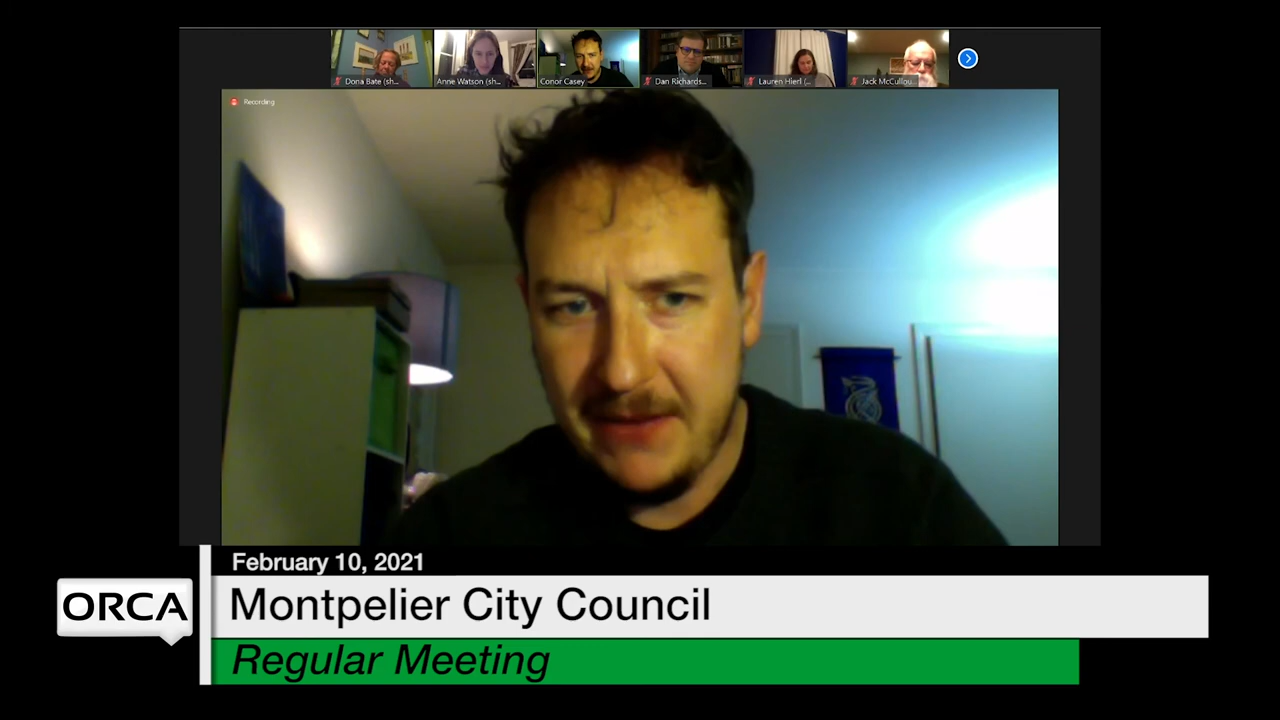 Dona Bate (sh...
Anne Watson (sh...
Conor Casey
Dan Richards...
Lauren Hierl (...
Jack McCullou...
Recording
February 10, 2021
ORCA
Montpelier City Council
Regular Meeting